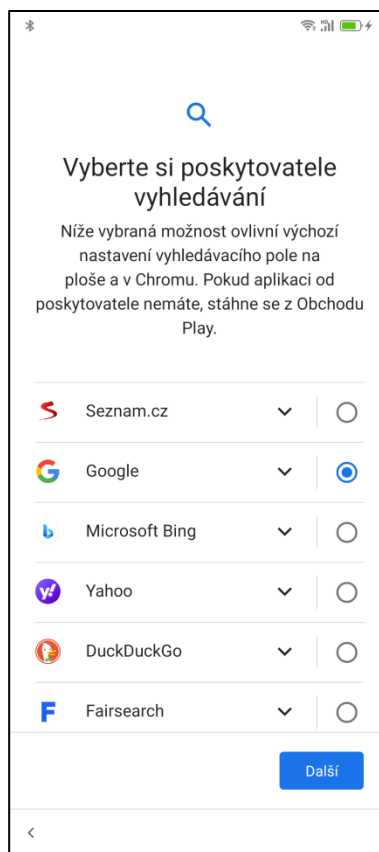 Vyberte si poskytovatele
vyhledávání
Níže vybraná možnost ovlivní výchozí
nastavení vyhledávacího pole na
ploše a v Chromu. Pokud aplikaci od
poskytovatele nemáte, stáhne se z Obchodu
Play.
Seznam.cz
Google
Microsoft Bing
Yahoo
DuckDuckGo
Fairsearch
Další